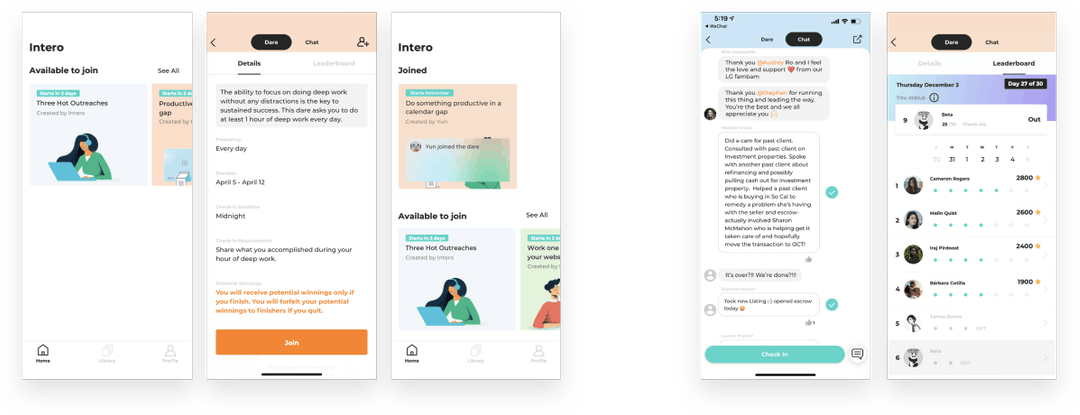 Intero
Available to join
See All
Starts in 2 days
Three Hot Outreaches
Created by Intero
Productive
gap
Created by
Home
Library
Profile
Dare
Chat
Details
Leaderboard
The ability to focus on doing deep work
without any distractions is the key to
sustained success. This dare asks you do
at least 1 hour of deep work every day.
Frequency
Every day
Duration
April 5 - April 12
Check In Deadline
Midnight
Check In Requirements
Share what you accomplished during your
hour of deep work.
Potential Winnings
You will receive potential winnings only if
you finish. You will forfeit your potential
winnings to finishers if you quit.
Join
Intero
Joined
Starts tomorrow
Do something productive in a
calendar gap
Created by Yun
Yun joined the dare
Available to join
See All
Starts in 2 days
Three Hot Outreaches
Created by Intero
Starts in 2 days
Work one
your webs
Created by I
Home
Library
Profile
5:19
WeChat
Dare
Chat
Thank you @Audrey Ro and I feel
the love and support ❤️ from our
LG fambam
Thank you @Stephen for running
this thing and leading the way.
You're the best and we all
appreciate you 🙌
Did a cam for past client.
Consulted with past client on
Investment properties. Spoke
with another past client about
refinancing and possibly
pulling cash out for investment
property. Helped a past client
who is buying in So Cal to
remedy a problem she's having
with the seller and escrow-
actually involved Sharon
McMahon who is helping get it
taken care of and hopefully
move the transaction to OCT!
It's over?!! We're done?!!!
Took new Listing :) opened escrow
today
1
Check In
Dare
Chat
Details
Leaderboard
Thursday December 3
Day 27 of 30
You status
9
Beta
25 /30 Check-ins
Out
S M T W T F S
30 31 1 2 3 4 5
1 Cameron Rogers 2800
2 Malin Quist 2600
3 Iraj Pirdoost 2400
4 Bárbara Cotilla 1900
5 OUT
6 Beta OUT